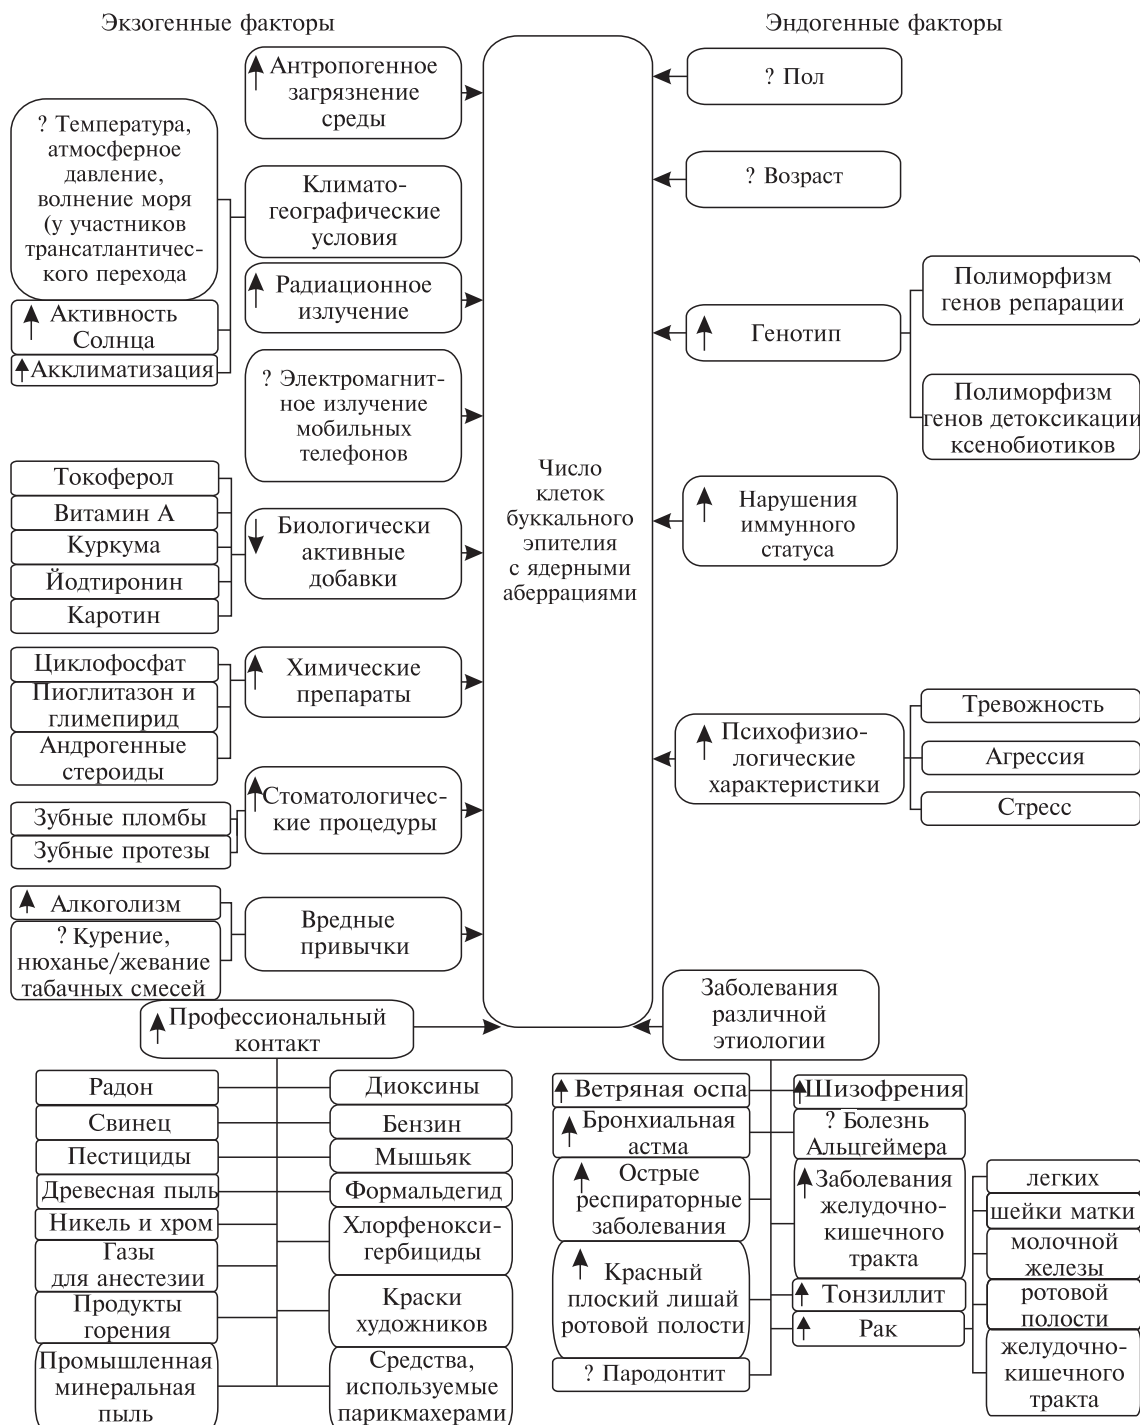 Экзогенные факторы
Эндогенные факторы
Антропогенное
загрязнение
среды
? Температура,
атмосферное
давление,
волнение моря
(у участников
трансатлантичес-
кого перехода
Климато-
географические
условия
Активность
Солнца
Акклиматизация
Радиационное
излучение
? Электромагнит-
ное излучение
мобильных
телефонов
Токоферол
Витамин А
Куркума
Йодтиронин
Каротин
Биологически
активные
добавки
Циклофосфат
Пиоглитазон и
глимепирид
Андрогенные
стероиды
Химические
препараты
Зубные пломбы
Зубные протезы
Стоматологичес-
кие процедуры
Алкоголизм
? Курение,
нюханье/жевание
табачных смесей
Вредные
привычки
Число
клеток
буккального
эпителия
с ядерными
аберрациями
? Пол
? Возраст
Генотип
Полиморфизм
генов репарации
Полиморфизм
генов детоксикации
ксенобиотиков
Нарушения
иммунного
статуса
Психофизио-
логические
характеристики
Тревожность
Агрессия
Стресс
Профессиональный
контакт
Радон
Свинец
Пестициды
Древесная пыль
Никель и хром
Газы
для анестезии
Продукты
горения
Промышленная
минеральная
пыль
Диоксины
Бензин
Мышьяк
Формальдегид
Хлорфенокси-
гербициды
Краски
художников
Средства,
используемые
парикмахерами
Заболевания
различной
этиологии
Ветряная оспа
Бронхиальная
астма
Острые
респираторные
заболевания
Красный
плоский лишай
ротовой полости
? Пародонтит
Шизофрения
? Болезнь
Альцгеймера
Заболевания
желудочно-
кишечного
тракта
Тонзиллит
Рак
легких
шейки матки
молочной
железы
ротовой
полости
желудочно-
кишечного
тракта